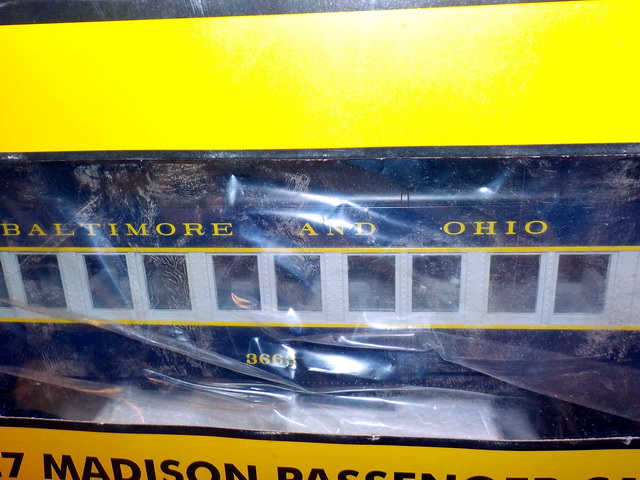 BALTIMORE AND OHIO
MADISON PASSENGER